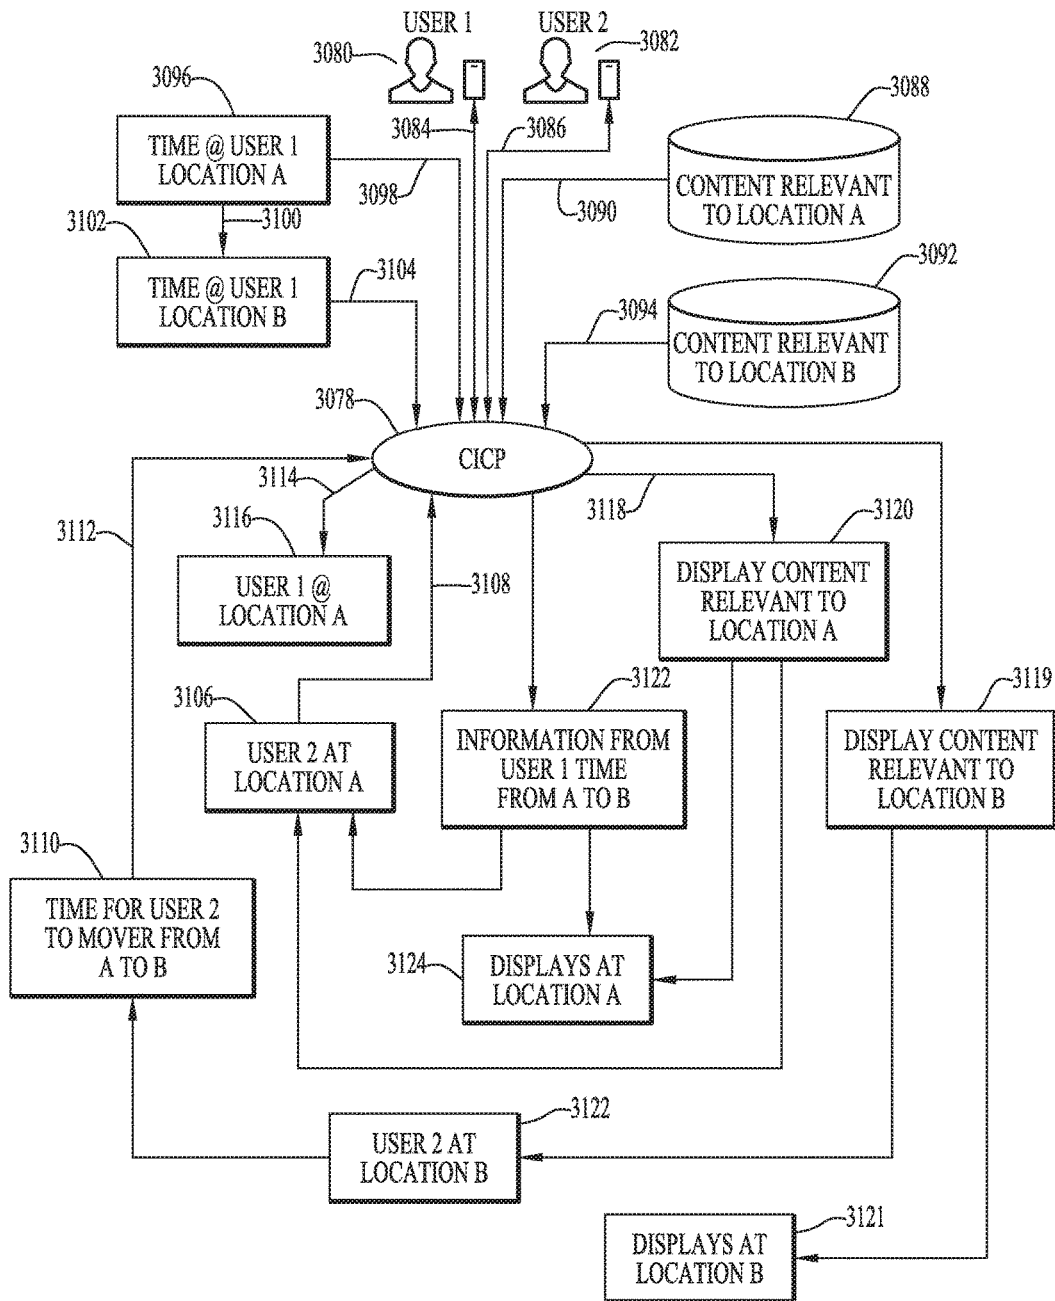 USER 1
USER 2
3080
3082
3096
3088
3084
3086
TIME @ USER 1
LOCATION A
3098
3090
CONTENT RELEVANT
TO LOCATION A
3102
3100
3104
3092
TIME @ USER 1
LOCATION B
3094
CONTENT RELEVANT
TO LOCATION B
3078
CICP
3114
3118
3112
3116
3120
USER 1 @
LOCATION A
3108
DISPLAY CONTENT
RELEVANT TO
LOCATION A
3106
3122
3119
USER 2 AT
LOCATION A
INFORMATION FROM
USER 1 TIME
FROM A TO B
DISPLAY CONTENT
RELEVANT TO
LOCATION B
3110
TIME FOR USER 2
TO MOVER FROM
A TO B
3124
DISPLAYS AT
LOCATION A
3122
USER 2 AT
LOCATION B
3121
DISPLAYS AT
LOCATION B